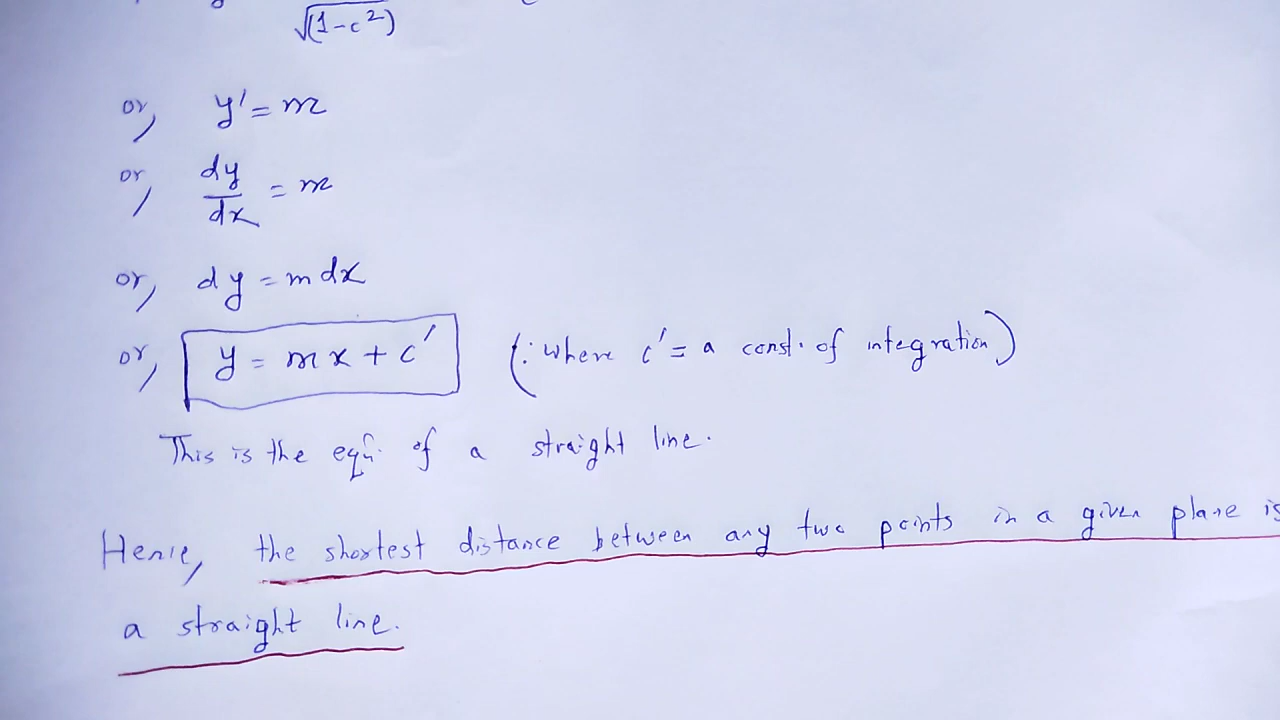 √(1-c²)
or, y' = m
or, dy/dx = m
or, dy = m dx
or, y = mx + c' (∵ where c' = a const. of integration)
This is the eqn. of a straight line.
Hence, the shortest distance between any two points in a given plane is
a straight line.